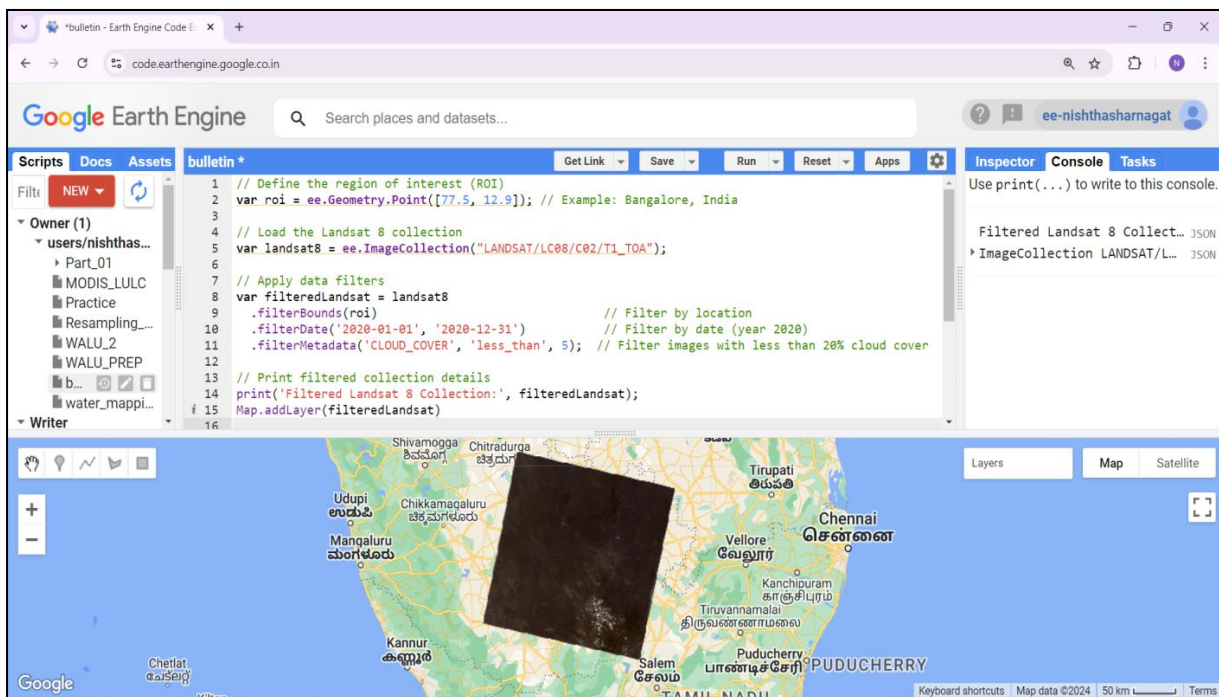 *bulletin - Earth Engine Code E
code.earthengine.google.co.in
N
Google Earth Engine
Search places and datasets...
ee-nishthasharnagat
Scripts Docs Assets
NEW
Owner (1)
users/nishthas...
Part_01
MODIS_LULC
Practice
Resampling_...
WALU_2
WALU_PREP
b...
water_mappi...
Writer
bulletin *
Get Link Save Run Reset Apps
1 // Define the region of interest (ROI)
2 var roi = ee.Geometry.Point([77.5, 12.9]); // Example: Bangalore, India
3
4 // Load the Landsat 8 collection
5 var landsat8 = ee.ImageCollection("LANDSAT/LC08/C02/T1_TOA");
6
7 // Apply data filters
8 var filteredLandsat = landsat8
9 .filterBounds(roi) // Filter by location
10 .filterDate('2020-01-01', '2020-12-31') // Filter by date (year 2020)
11 .filterMetadata('CLOUD_COVER', 'less_than', 5); // Filter images with less than 20% cloud cover
12
13 // Print filtered collection details
14 print('Filtered Landsat 8 Collection:', filteredLandsat);
i 15 Map.addLayer(filteredLandsat)
16
Inspector Console Tasks
Use print(...) to write to this console.
Filtered Landsat 8 Collect... JSON
ImageCollection LANDSAT/L... JSON
Layers
Map Satellite
Shivamogga
ಶಿವಮೊಗ್ಗ
Chitradurga
Udupi
ಉಡುಪಿ
Chikkamagaluru
ಚಿಕ್ಕಮಗಳೂರು
Mangaluru
ಮಂಗಳೂರು
Tirupati
తిరుపతి
Chennai
சென்னை
Vellore
வேலூர்
Kanchipuram
காஞ்சிபுரம்
Tiruvannamalai
திருவண்ணாமலை
Kannur
കണ്ണൂർ
Salem
சேலம்
Puducherry
பாண்டிச்சேரி
PUDUCHERRY
TAMIL NADU
Chetlat
ചേട്ലറ്റ്
Google
Keyboard shortcuts Map data ©2024 50 km Terms